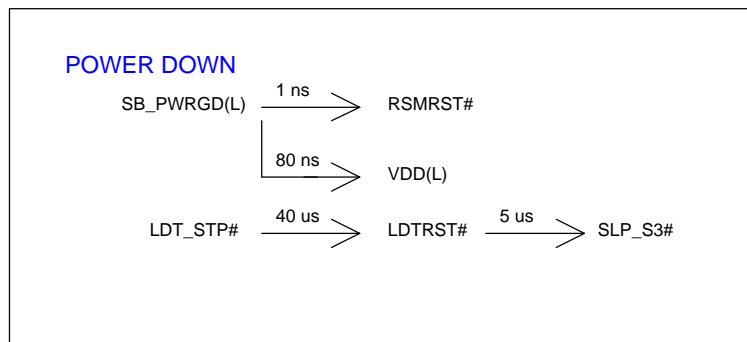 POWER DOWN
1 ns
SB_PWRGD(L) RSMRST#
80 ns
VDD(L)
40 us 5 us
LDT_STP# LDTRST# SLP_S3#